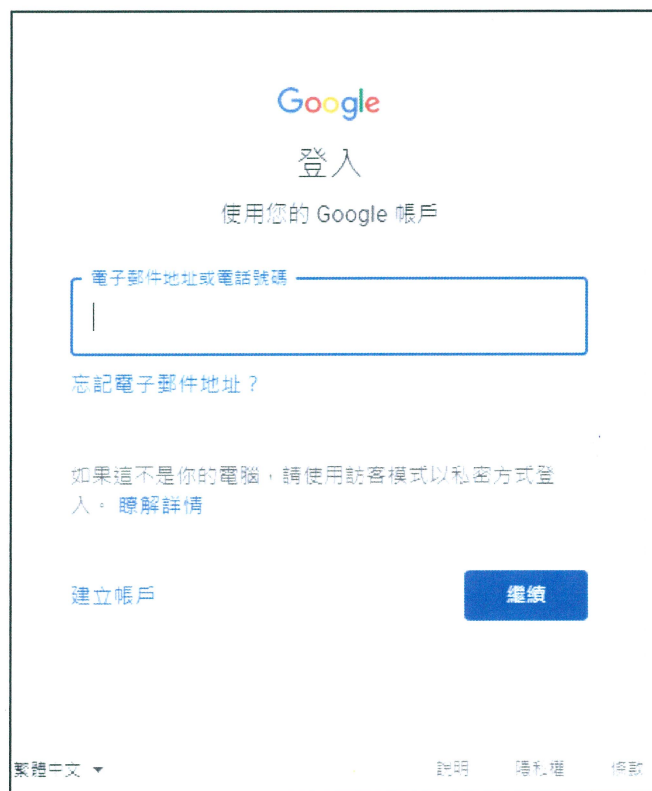 Google
登入
使用您的 Google 帳戶
電子郵件地址或電話號碼
忘記電子郵件地址？
如果這不是你的電腦，請使用訪客模式以私密方式登
入。 瞭解詳情
建立帳戶 繼續
繁體中文 說明 隱私權 條款